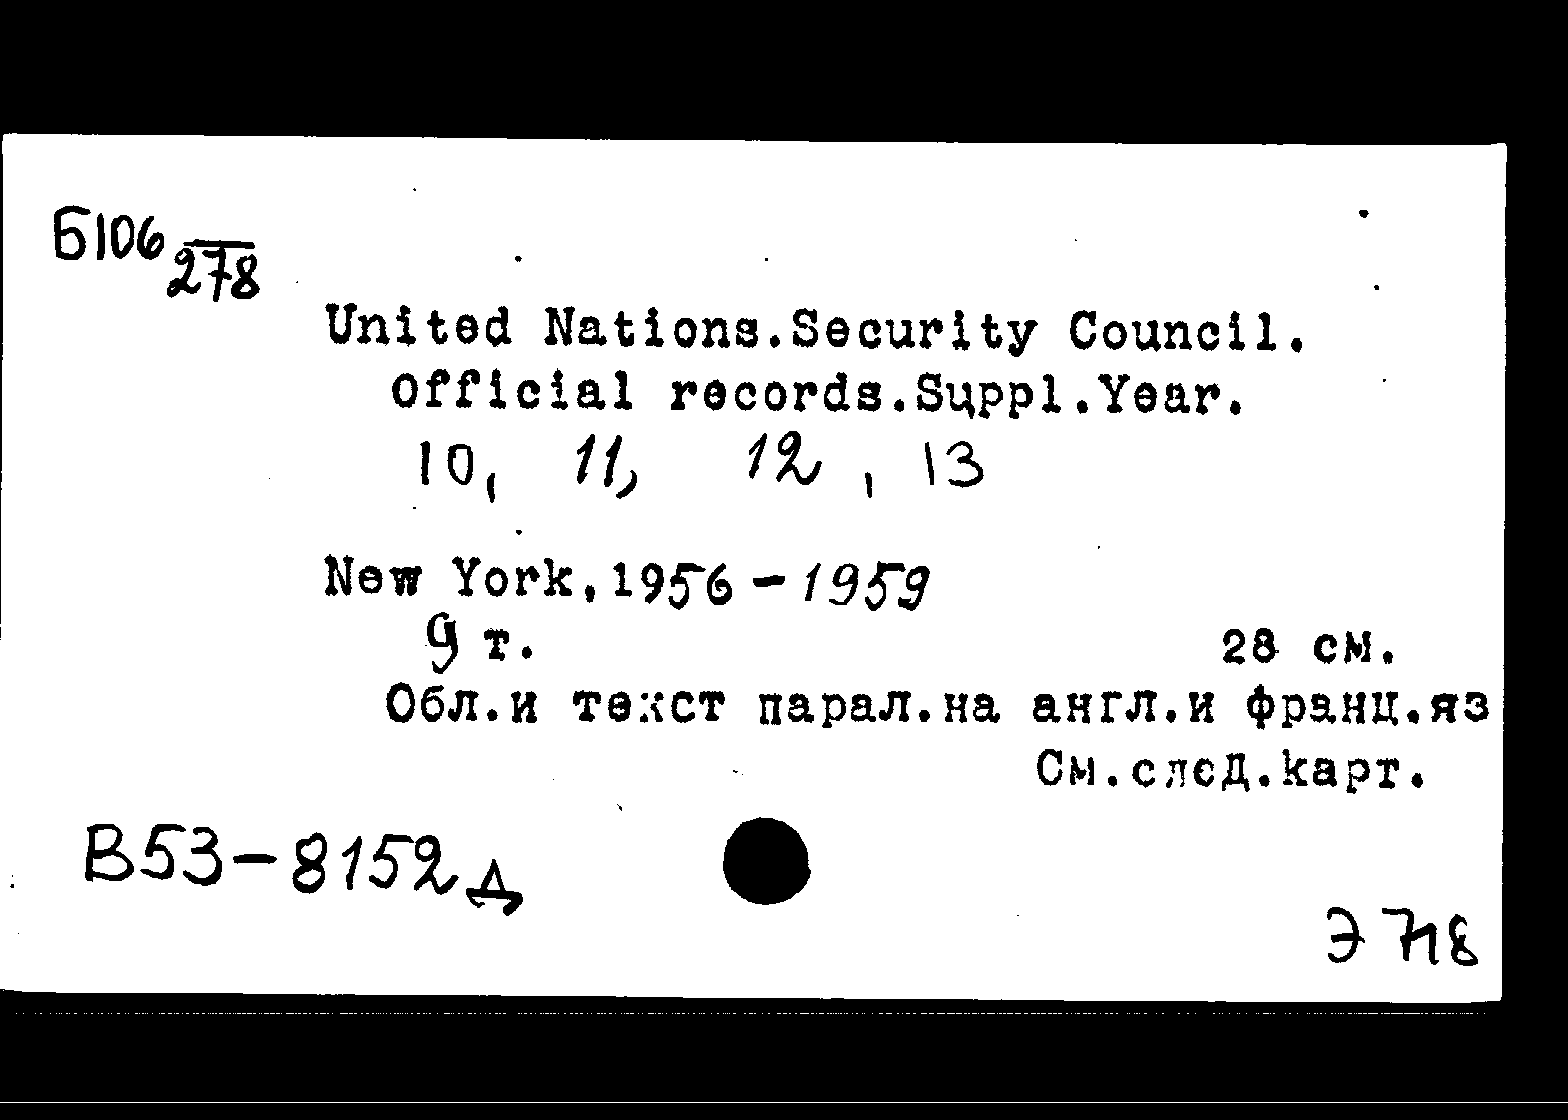 Б106
278
United Nations.Security Council.
Official records.Suppl.Year.
10, 11, 12, 13
New York.1956-1959
9 т. 28 см.
Обл.и текст парал.на англ.и франц.яз
См.след.карт.
В53-8152д
Э 718